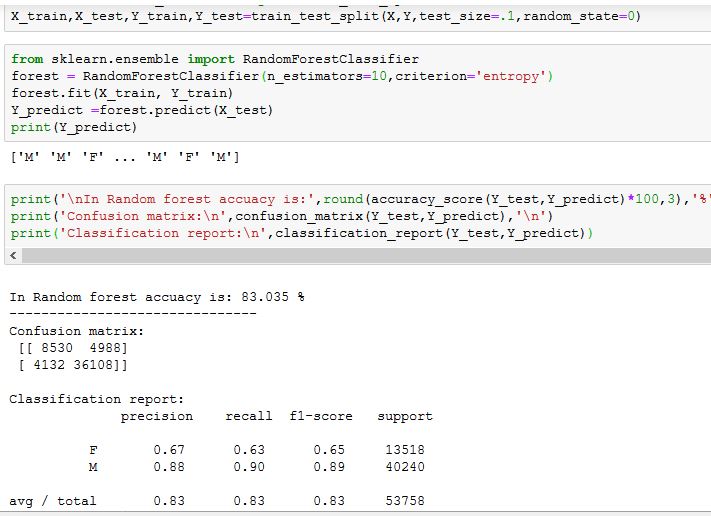 X_train,X_test,Y_train,Y_test=train_test_split(X,Y,test_size=.1,random_state=0)
from sklearn.ensemble import RandomForestClassifier
forest = RandomForestClassifier(n_estimators=10,criterion='entropy')
forest.fit(X_train, Y_train)
Y_predict =forest.predict(X_test)
print(Y_predict)
['M' 'M' 'F' ... 'M' 'F' 'M']
print('\nIn Random forest accuacy is:',round(accuracy_score(Y_test,Y_predict)*100,3),'%'
print('Confusion matrix:\n',confusion_matrix(Y_test,Y_predict),'\n')
print('Classification report:\n',classification_report(Y_test,Y_predict))
In Random forest accuacy is: 83.035 %
-------------------------------
Confusion matrix:
[[ 8530 4988]
[ 4132 36108]]
Classification report:
precision recall f1-score support
F 0.67 0.63 0.65 13518
M 0.88 0.90 0.89 40240
avg / total 0.83 0.83 0.83 53758